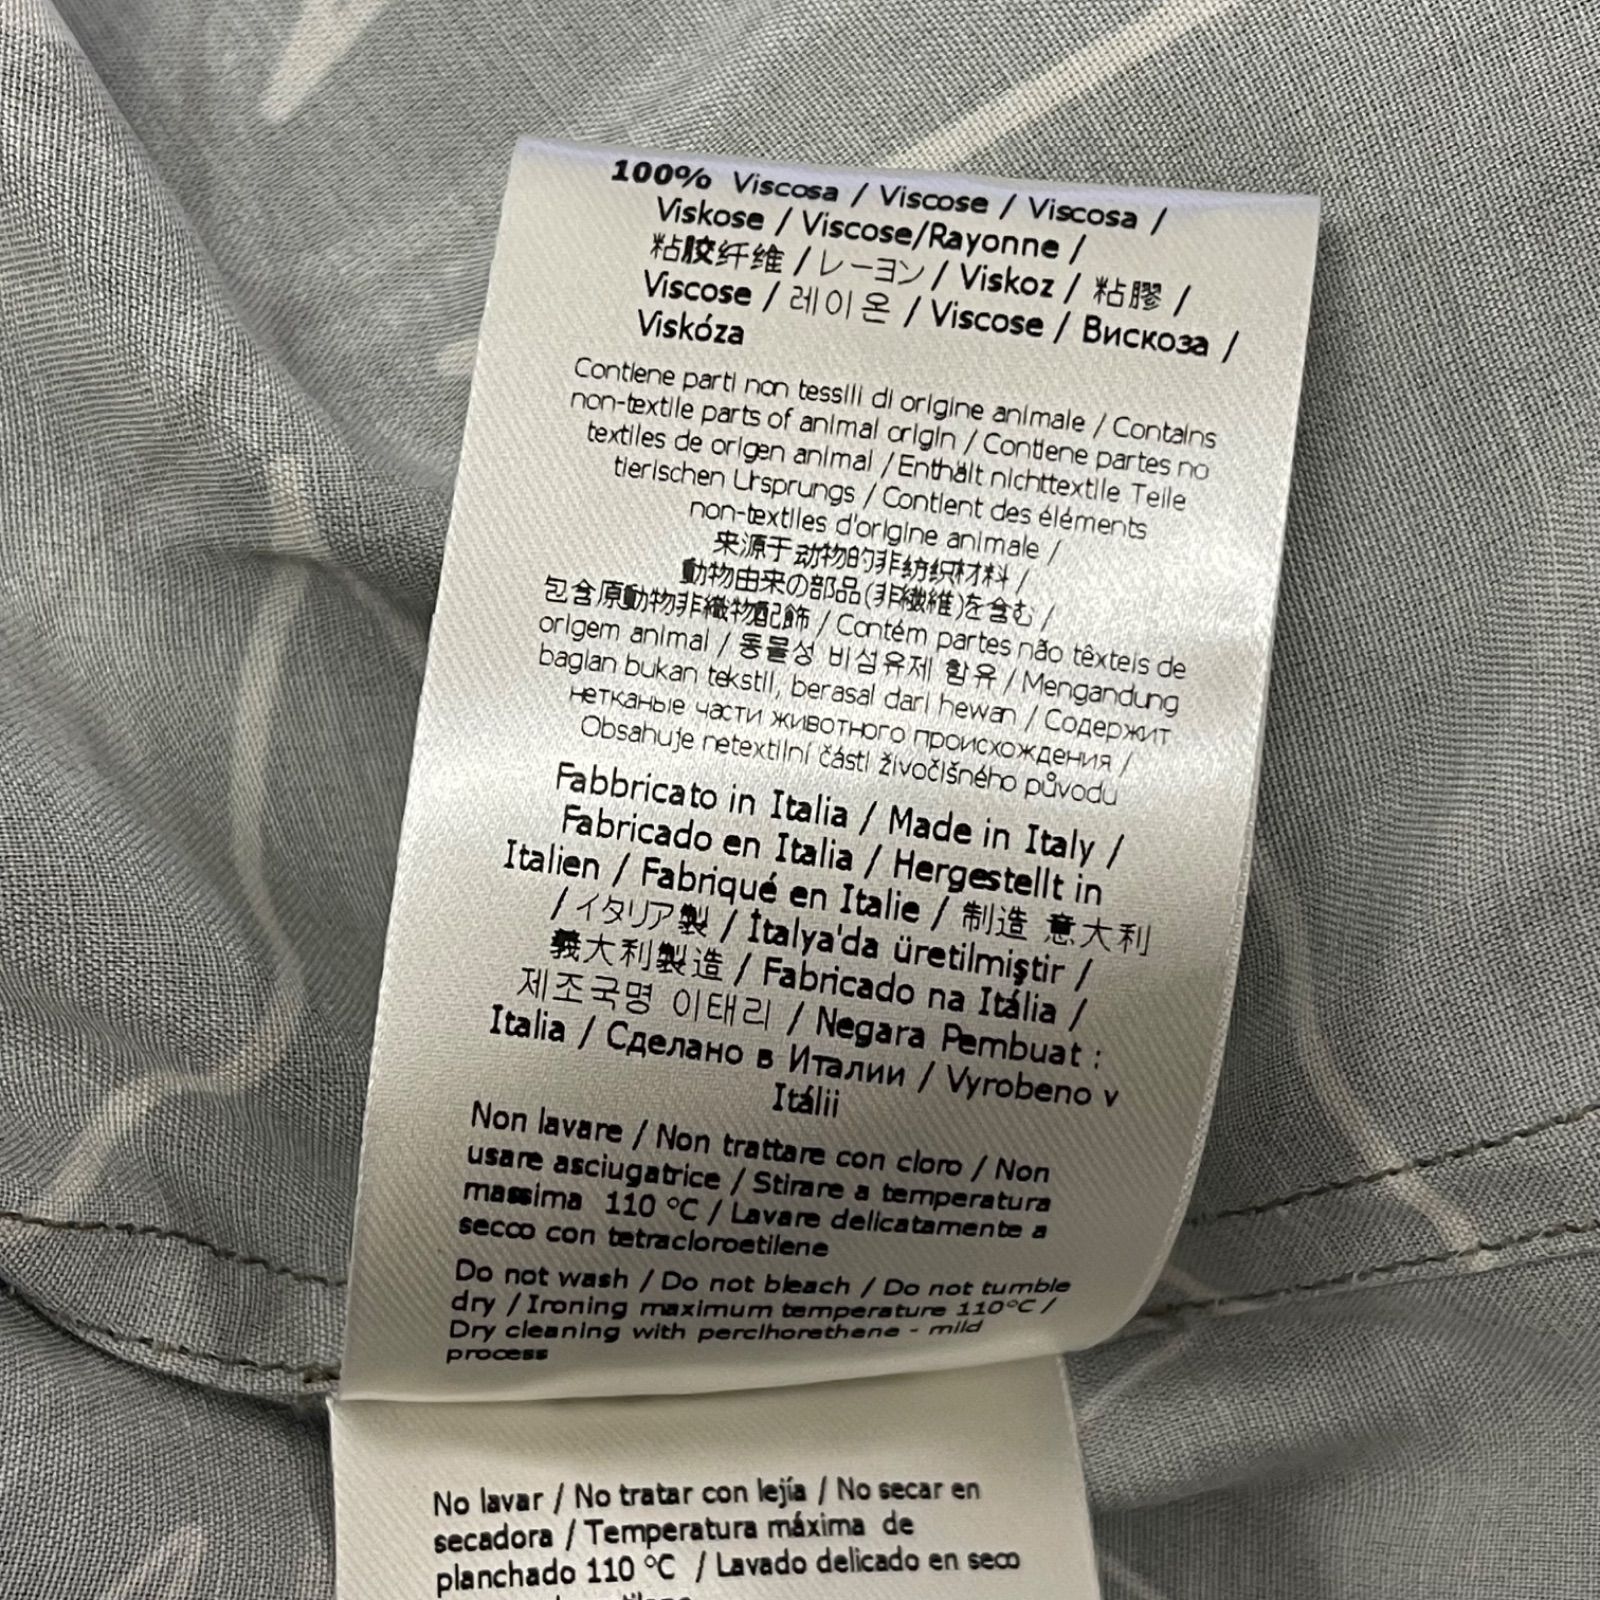 100% Viscosa / Viscose / Viscosa /
Viskose / Viscose/Rayonne /
粘胶纤维 / レーヨン / Viskoz / 粘膠 /
Viscose / 레이온 / Viscose / Вискоза /
Viskóza
Contiene parti non tessili di origine animale / Contains
non-textile parts of animal origin / Contiene partes no
textiles de origen animal / Enthält nichttextile Teile
tierischen Ursprungs / Contient des éléments
non-textiles d'origine animale /
来源于动物的非纺织材料 /
動物由来の部品(非繊維)を含む /
包含原動物非織物配飾 / Contém partes não têxteis de
origem animal / 동물성 비섬유제 함유 / Mengandung
bagian bukan tekstil, berasal dari hewan / Содержит
нетканые части животного происхождения /
Obsahuje netextilní části živočišného původu
Fabbricato in Italia / Made in Italy /
Fabricado en Italia / Hergestellt in
Italien / Fabriqué en Italie / 制造 意大利
/ イタリア製 / İtalya'da üretilmiştir /
義大利製造 / Fabricado na Itália /
제조국명 이태리 / Negara Pembuat :
Italia / Сделано в Италии / Vyrobeno v
Itálii
Non lavare / Non trattare con cloro / Non
usare asciugatrice / Stirare a temperatura
massima 110 °C / Lavare delicatamente a
secco con tetracloroetilene
Do not wash / Do not bleach / Do not tumble
dry / Ironing maximum temperature 110°C /
Dry cleaning with perclhorethene - mild
process
No lavar / No tratar con lejía / No secar en
secadora / Temperatura máxima de
planchado 110 °C / Lavado delicado en seco